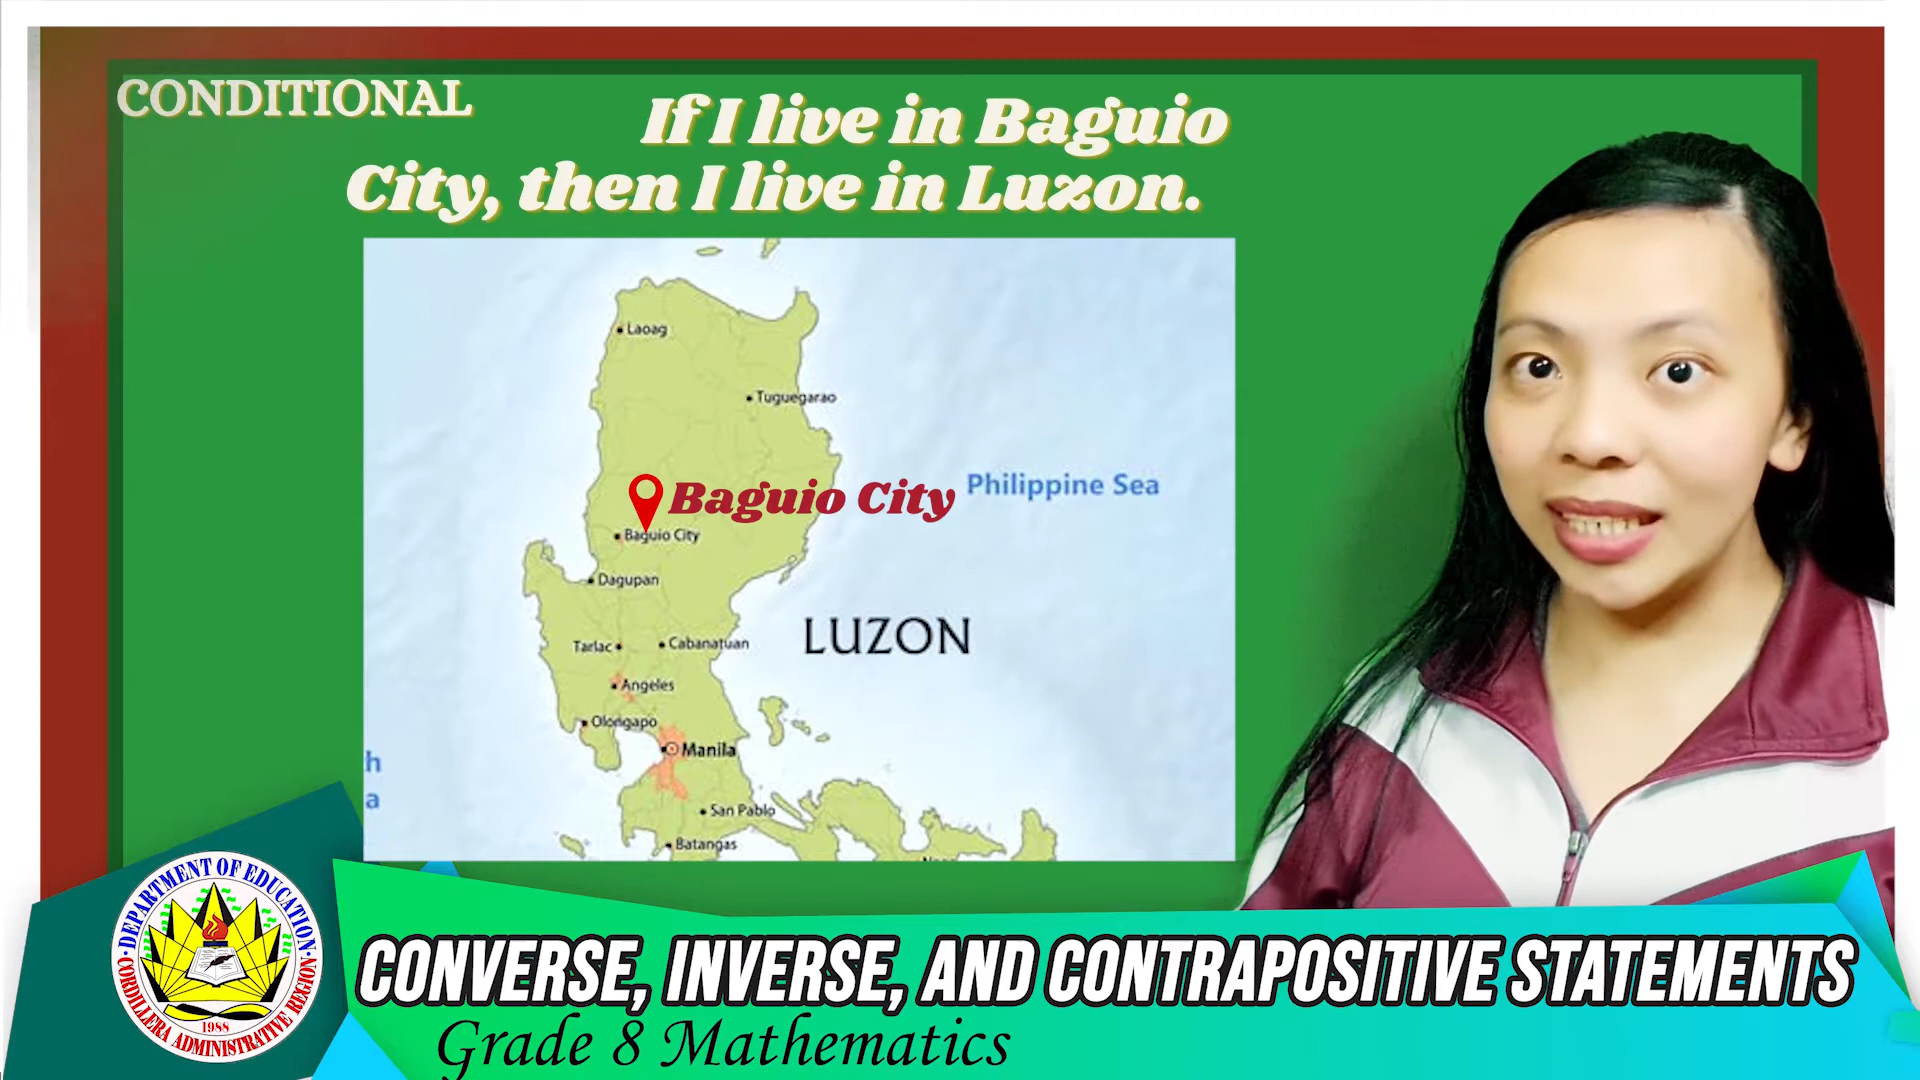 CONDITIONAL
If I live in Baguio
City, then I live in Luzon.
Laoag
Tuguegarao
Baguio City
Philippine Sea
Baguio City
Dagupan
LUZON
Tarlac
Cabanatuan
Angeles
Olongapo
Manila
h
a
San Pablo
Batangas
DEPARTMENT OF EDUCATION
CORDILLERA ADMINISTRATIVE REGION
1988
CONVERSE, INVERSE, AND CONTRAPOSITIVE STATEMENTS
Grade 8 Mathematics